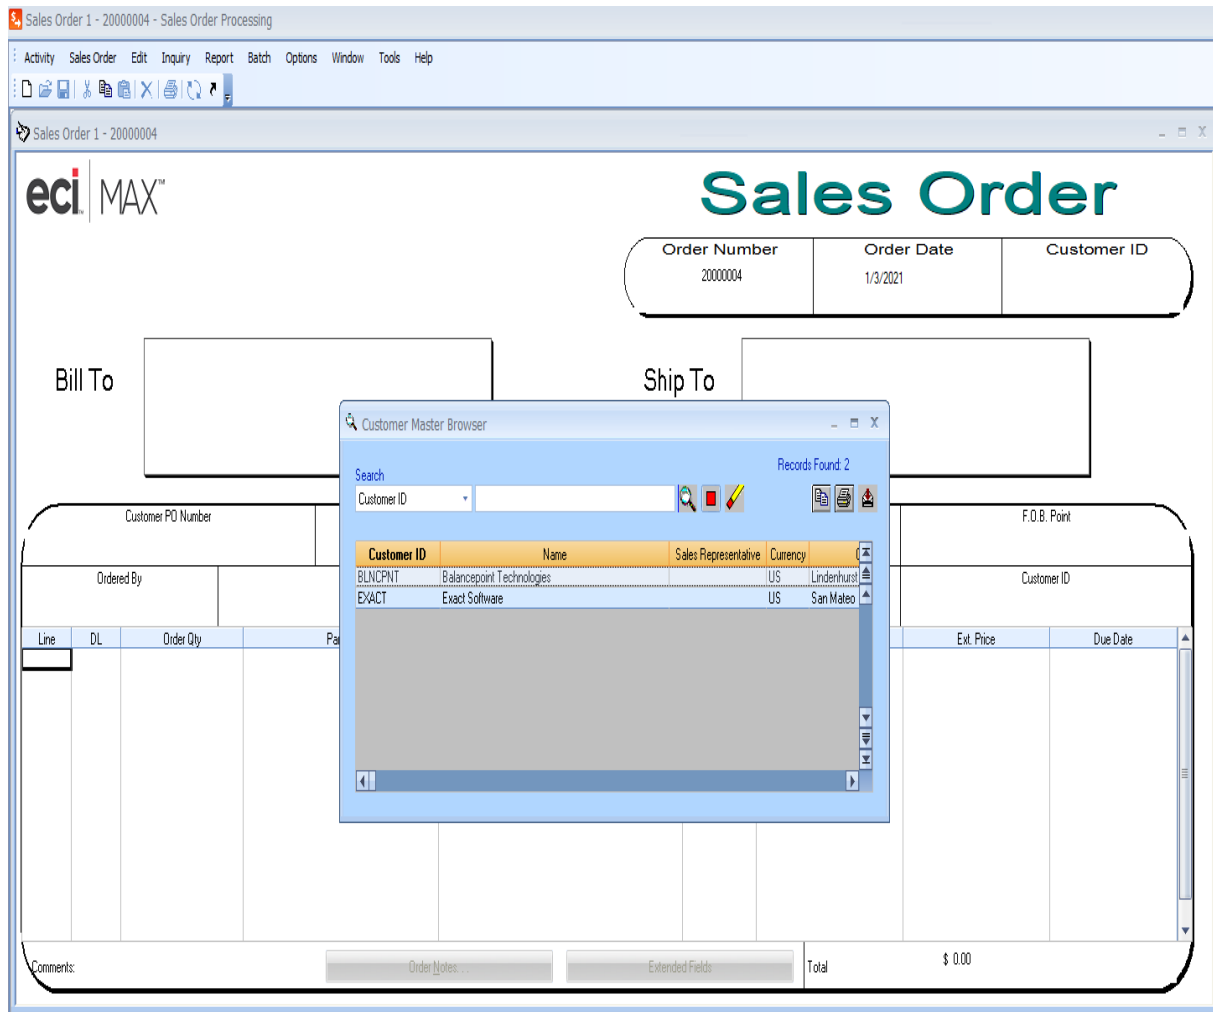 Sales Order 1 - 20000004 - Sales Order Processing
Activity Sales Order Edit Inquiry Report Batch Options Window Tools Help
Sales Order 1 - 20000004
eci MAX™ Sales Order
Order Number Order Date Customer ID
20000004 1/3/2021
Bill To Ship To
Customer Master Browser
Records Found: 2
Search
Customer ID
Customer PO Number F.O.B. Point
Customer ID Name Sales Representative Currency
BLNCPNT Balancepoint Technologies US Lindenhurst
Ordered By Customer ID
EXACT Exact Software US San Mateo
Line DL Order Qty Ext. Price Due Date
Comments: Order Notes... Extended Fields Total $ 0.00